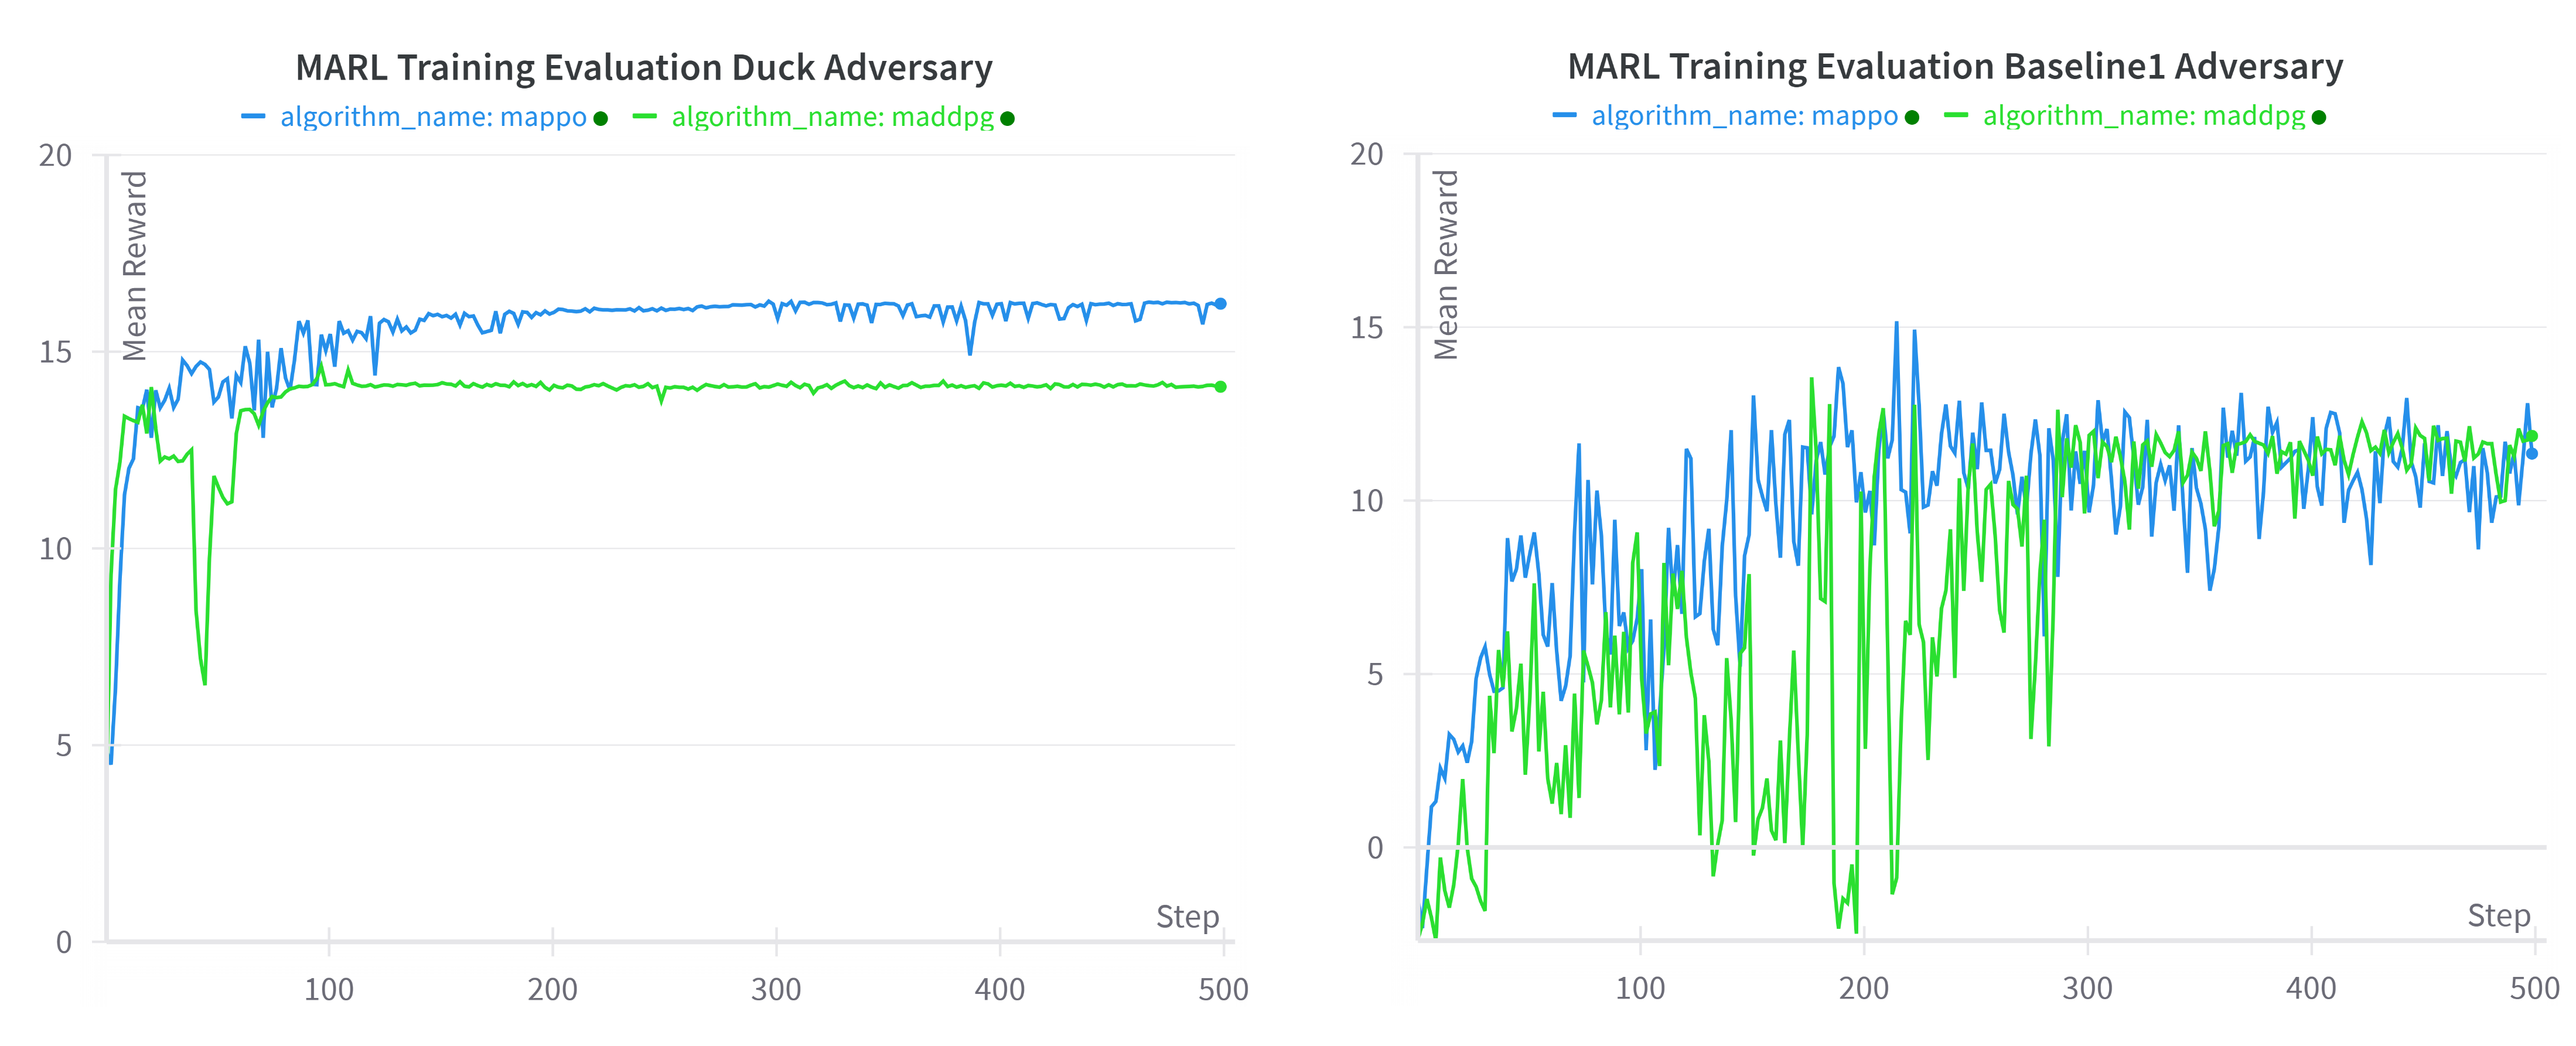 MARL Training Evaluation Duck Adversary
algorithm_name: mappo algorithm_name: maddpg
20
15
10
5
0
Mean Reward
Step
100 200 300 400 500
MARL Training Evaluation Baseline1 Adversary
algorithm_name: mappo algorithm_name: maddpg
20
15
10
5
0
Mean Reward
Step
100 200 300 400 500